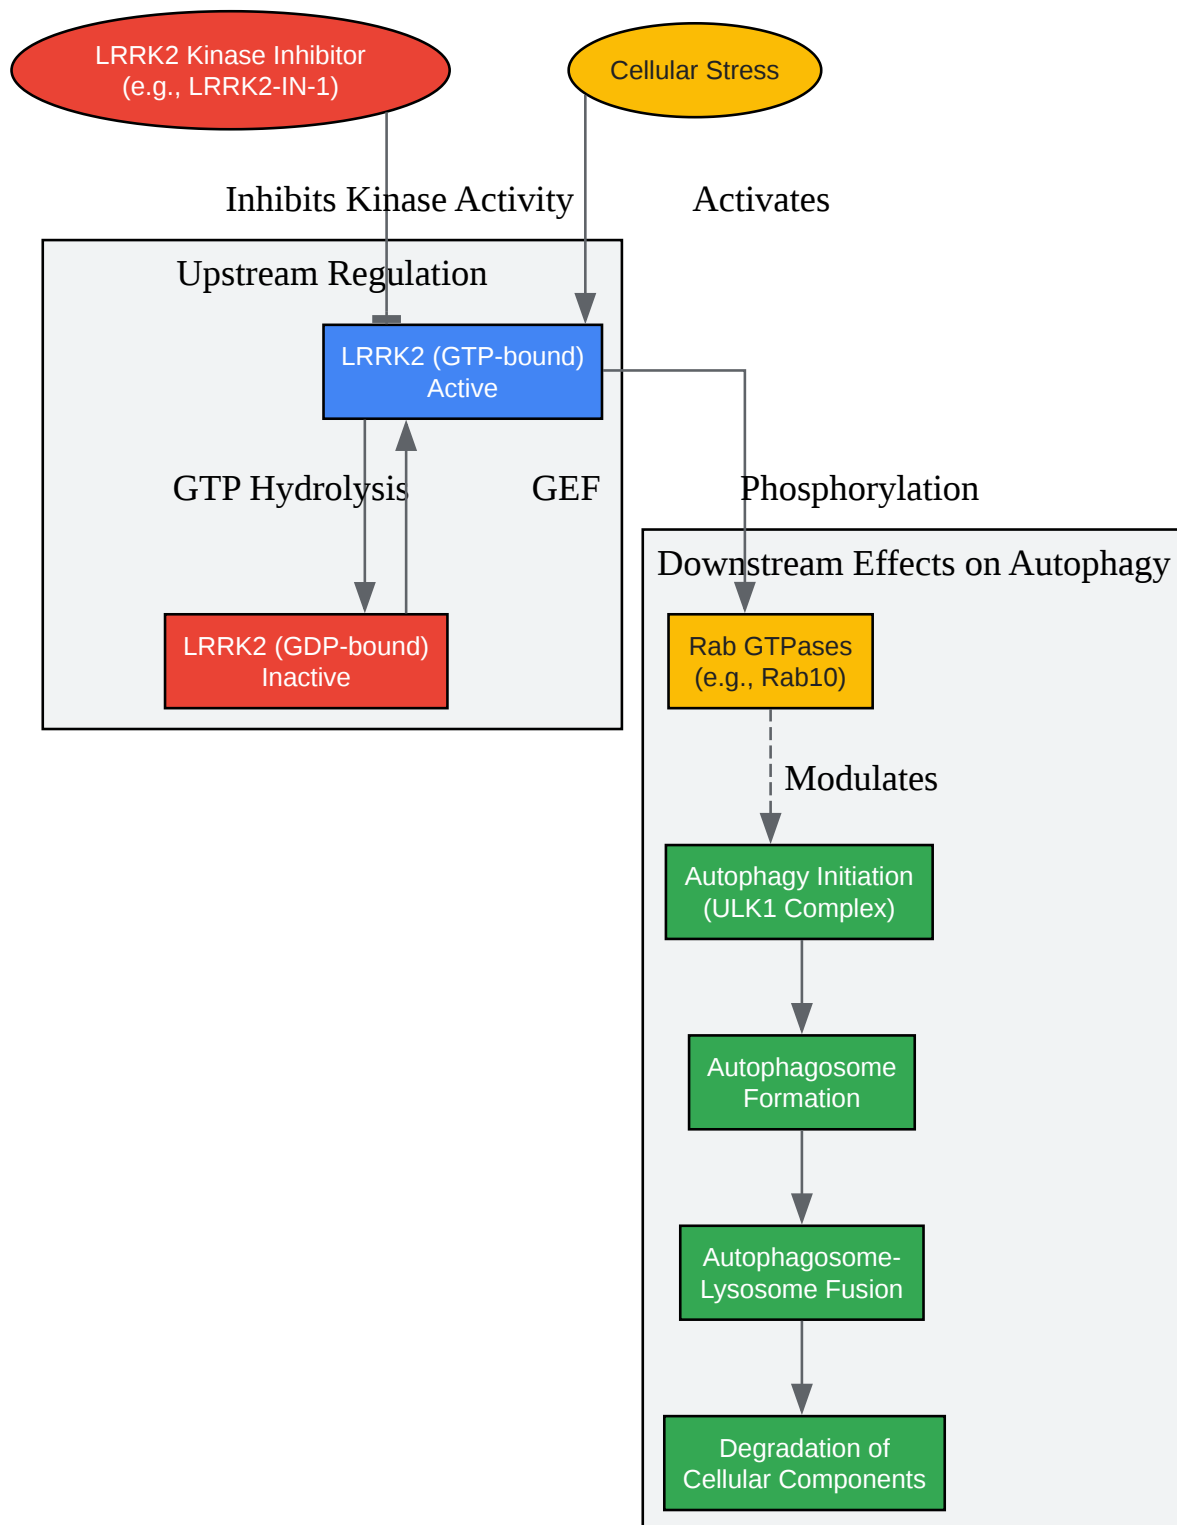 LRRK2 Kinase Inhibitor
(e.g., LRRK2-IN-1)
Cellular Stress
Inhibits Kinase Activity
Activates
Upstream Regulation
LRRK2 (GTP-bound)
Active
GTP Hydrolysis
GEF
Phosphorylation
Downstream Effects on Autophagy
LRRK2 (GDP-bound)
Inactive
Rab GTPases
(e.g., Rab10)
Modulates
Autophagy Initiation
(ULK1 Complex)
Autophagosome
Formation
Autophagosome-
Lysosome Fusion
Degradation of
Cellular Components